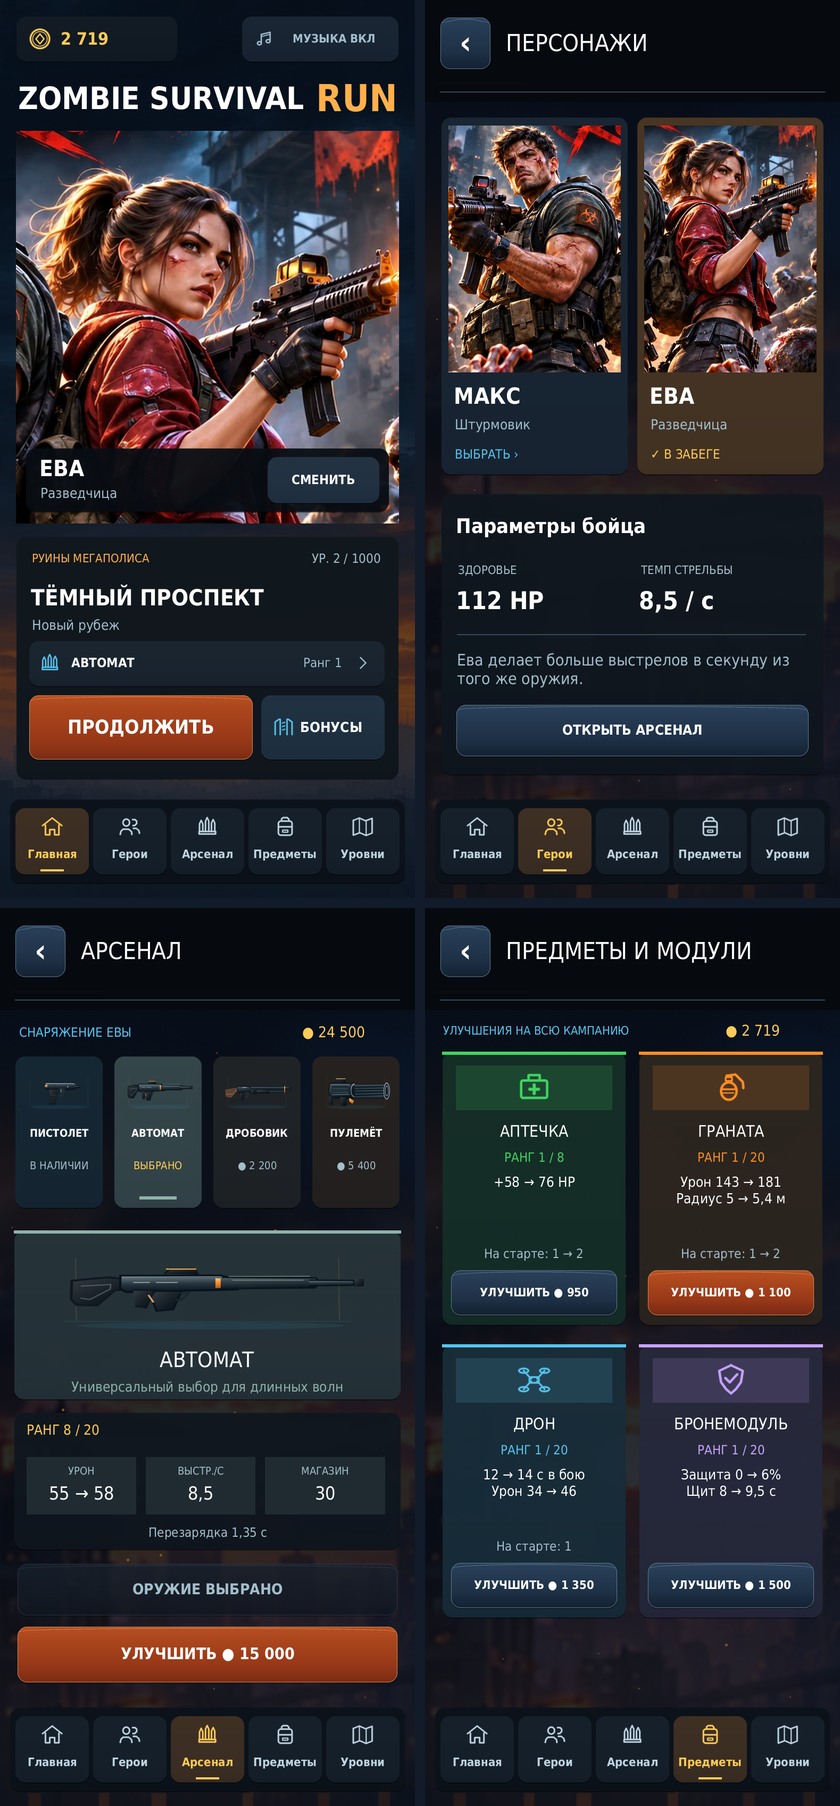 2 719
МУЗЫКА ВКЛ
ZOMBIE SURVIVAL RUN
ЕВА
Разведчица
СМЕНИТЬ
РУИНЫ МЕГАПОЛИСА
УР. 2 / 1000
ТЁМНЫЙ ПРОСПЕКТ
Новый рубеж
АВТОМАТ
Ранг 1
ПРОДОЛЖИТЬ
БОНУСЫ
Главная
Герои
Арсенал
Предметы
Уровни
ПЕРСОНАЖИ
МАКС
Штурмовик
ВЫБРАТЬ ›
ЕВА
Разведчица
✓ В ЗАБЕГЕ
Параметры бойца
ЗДОРОВЬЕ
112 HP
ТЕМП СТРЕЛЬБЫ
8,5 / с
Ева делает больше выстрелов в секунду из
того же оружия.
ОТКРЫТЬ АРСЕНАЛ
Главная
Герои
Арсенал
Предметы
Уровни
АРСЕНАЛ
СНАРЯЖЕНИЕ ЕВЫ
● 24 500
ПИСТОЛЕТ
В НАЛИЧИИ
АВТОМАТ
ВЫБРАНО
ДРОБОВИК
● 2 200
ПУЛЕМЁТ
● 5 400
АВТОМАТ
Универсальный выбор для длинных волн
РАНГ 8 / 20
УРОН
55 → 58
ВЫСТР./С
8,5
МАГАЗИН
30
Перезарядка 1,35 с
ОРУЖИЕ ВЫБРАНО
УЛУЧШИТЬ ● 15 000
Главная
Герои
Арсенал
Предметы
Уровни
ПРЕДМЕТЫ И МОДУЛИ
УЛУЧШЕНИЯ НА ВСЮ КАМПАНИЮ
● 2 719
АПТЕЧКА
РАНГ 1 / 8
+58 → 76 HP
На старте: 1 → 2
УЛУЧШИТЬ ● 950
ГРАНАТА
РАНГ 1 / 20
Урон 143 → 181
Радиус 5 → 5,4 м
На старте: 1 → 2
УЛУЧШИТЬ ● 1 100
ДРОН
РАНГ 1 / 20
12 → 14 с в бою
Урон 34 → 46
На старте: 1
УЛУЧШИТЬ ● 1 350
БРОНЕМОДУЛЬ
РАНГ 1 / 20
Защита 0 → 6%
Щит 8 → 9,5 с
УЛУЧШИТЬ ● 1 500
Главная
Герои
Арсенал
Предметы
Уровни